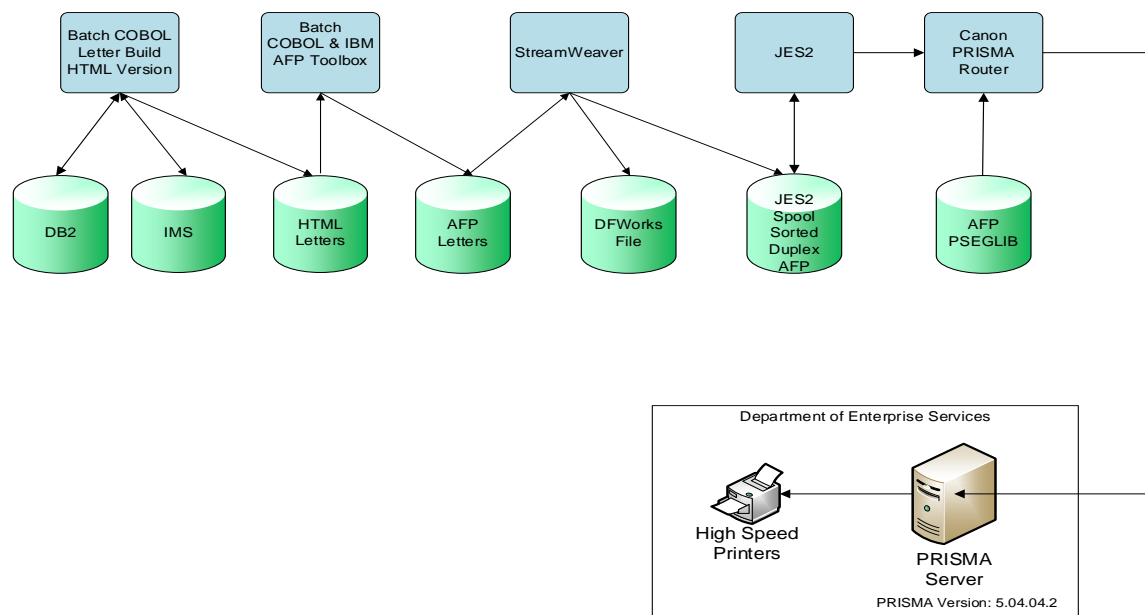 Batch COBOL
Letter Build
HTML Version
Batch
COBOL & IBM
AFP Toolbox
StreamWeaver
JES2
Canon
PRISMA
Router
DB2
IMS
HTML
Letters
AFP
Letters
DFWorks
File
JES2
Spool
Sorted
Duplex
AFP
AFP
PSEGLIB
Department of Enterprise Services
High Speed
Printers
PRISMA
Server
PRISMA Version: 5.04.04.2